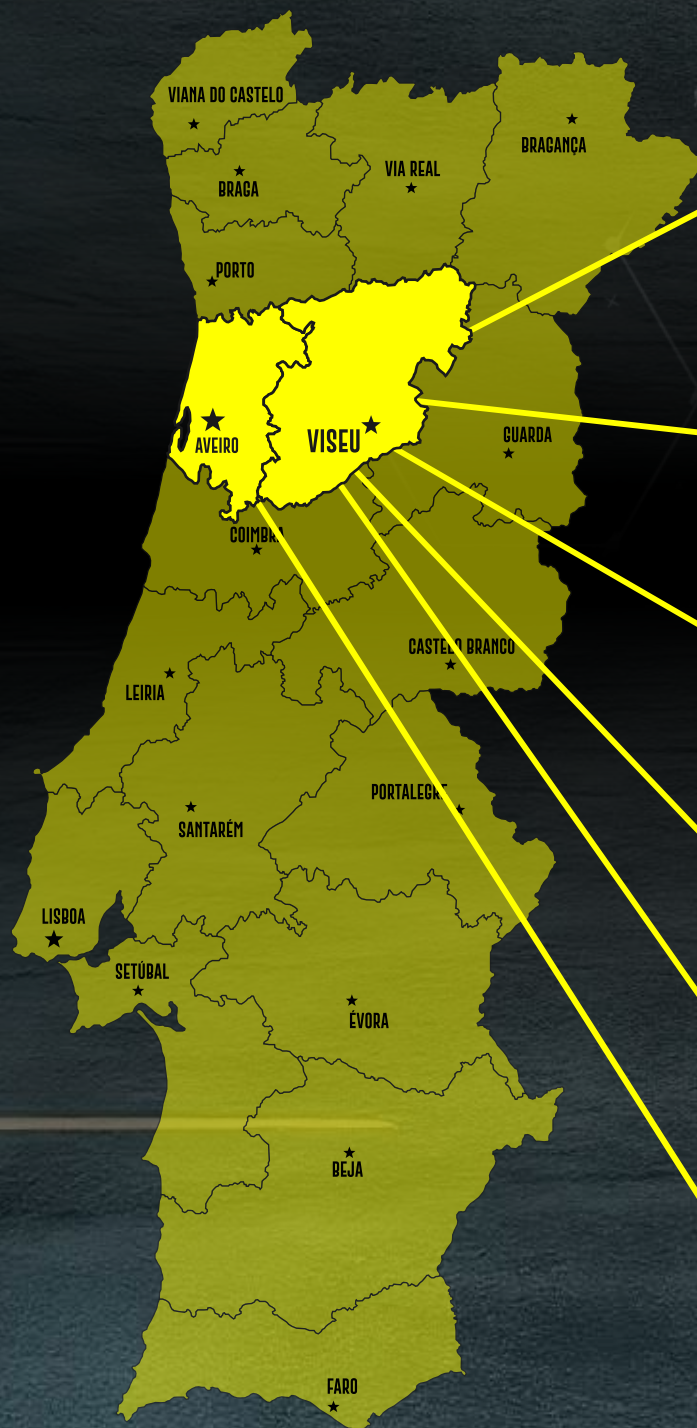 VIANA DO CASTELO
BRAGANÇA
BRAGA
VIA REAL
PORTO
AVEIRO
VISEU
GUARDA
COIMBRA
CASTELO BRANCO
LEIRIA
PORTALEGRE
SANTARÉM
LISBOA
SETÚBAL
ÉVORA
BEJA
FARO